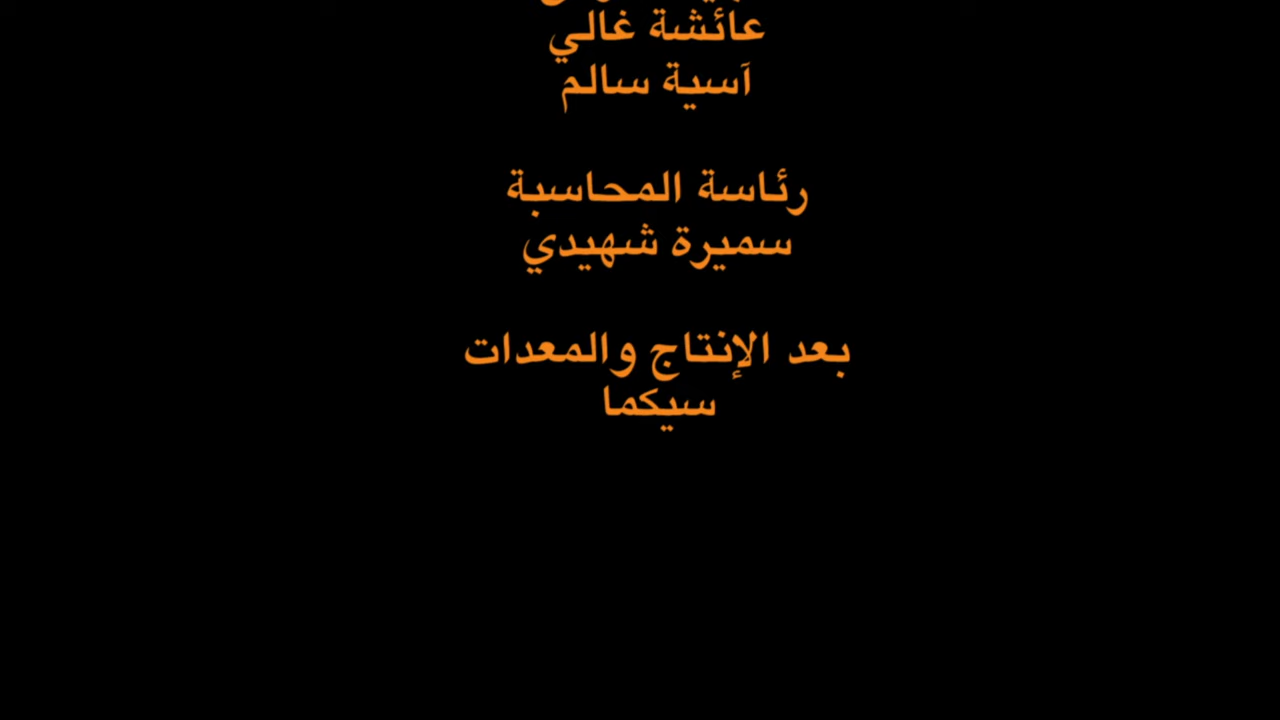 عائشة غالي
آسية سالم
رئاسة المحاسبة
سميرة شهيدي
بعد الإنتاج والمعدات
سيكما